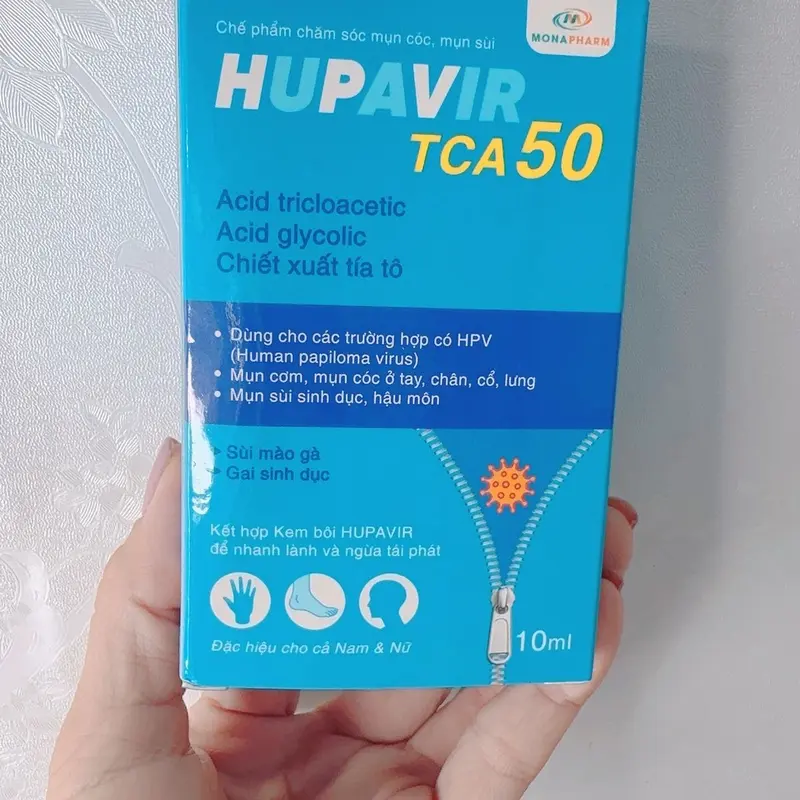 Chế phẩm chăm sóc mụn cóc, mụn sùi
MONAPHARM
HUPAVIR
TCA 50
Acid tricloacetic
Acid glycolic
Chiết xuất tía tô
• Dùng cho các trường hợp có HPV
(Human papiloma virus)
• Mụn cơm, mụn cóc ở tay, chân, cổ, lưng
• Mụn sùi sinh dục, hậu môn
Sùi mào gà
Gai sinh dục
Kết hợp Kem bôi HUPAVIR
để nhanh lành và ngừa tái phát
Đặc hiệu cho cả Nam & Nữ
10ml